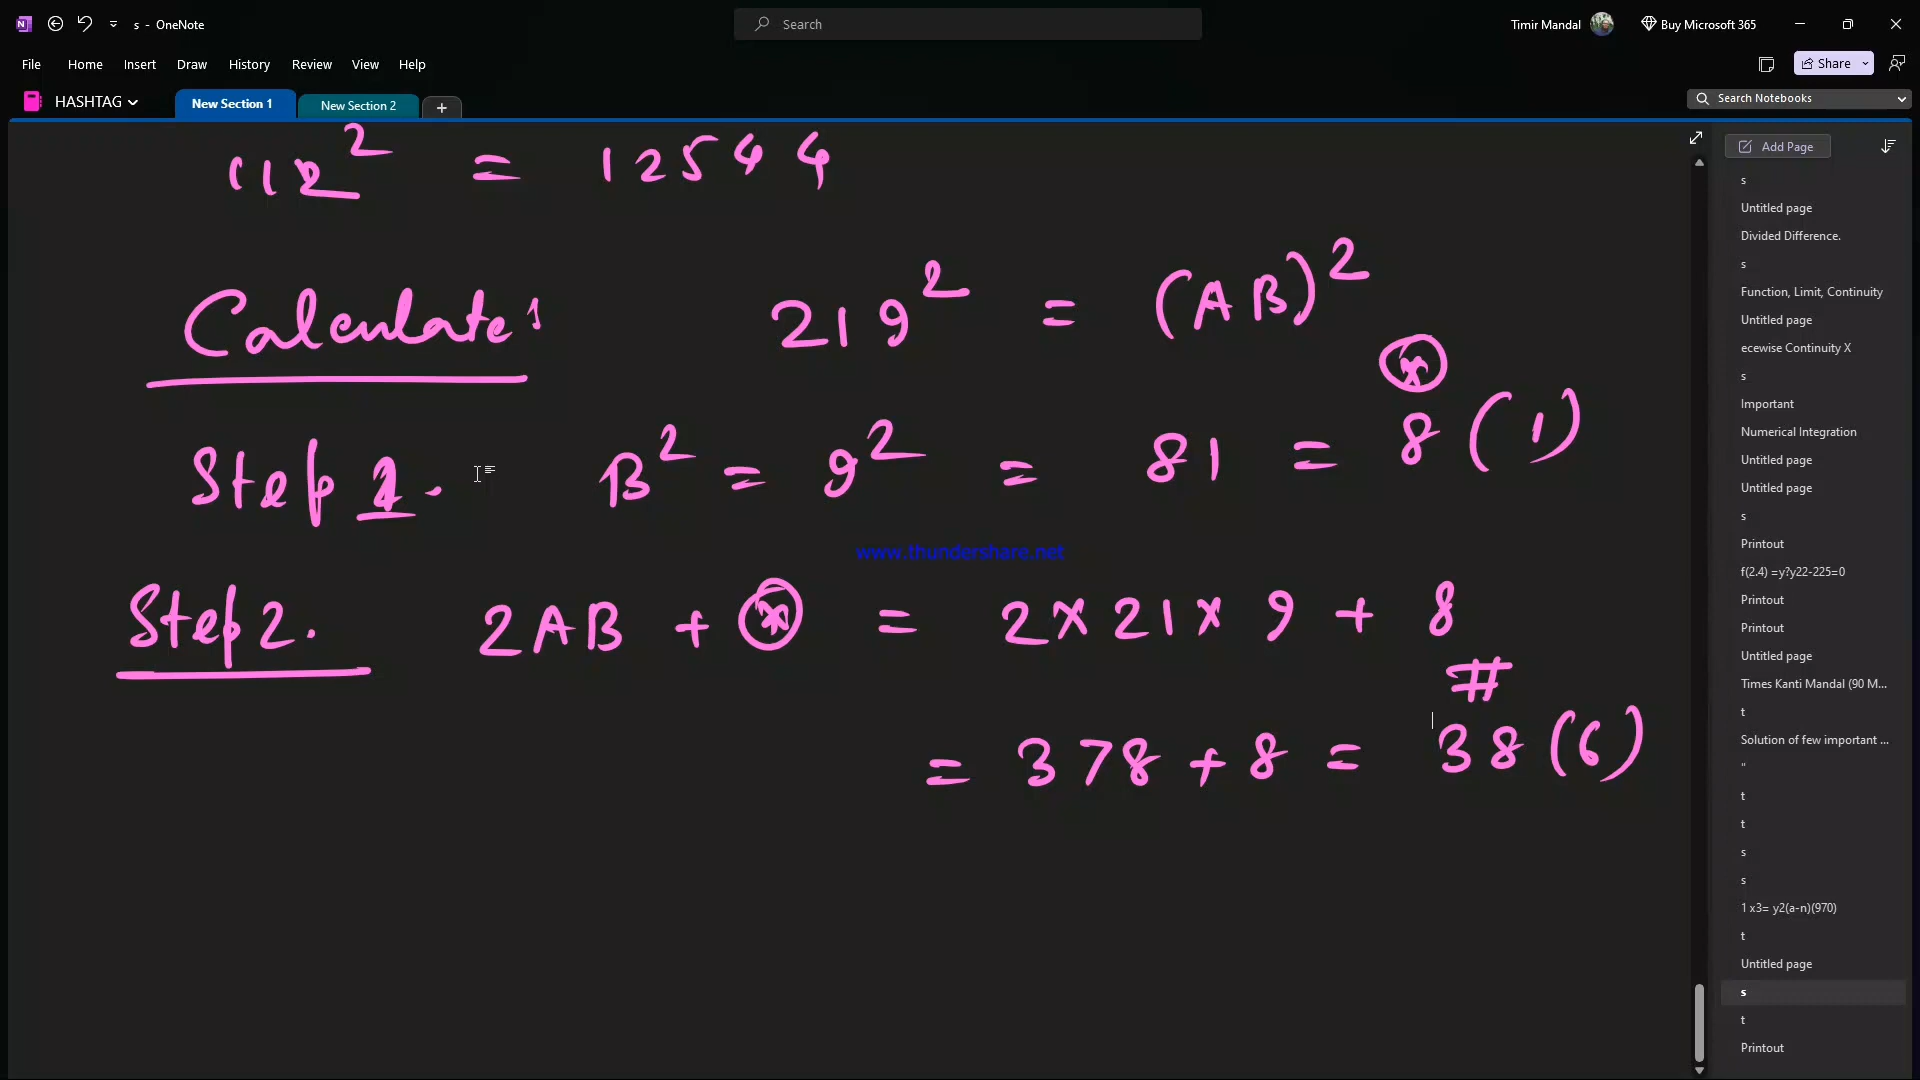 s - OneNote
Search
Timir Mandal
Buy Microsoft 365
File Home Insert Draw History Review View Help
Share
HASHTAG
New Section 1
New Section 2
+
Search Notebooks
112² = 12544
Calculate: 219² = (AB)²
*
Step 1. B² = 9² = 81 = 8(1)
www.thundershare.net
Step 2. 2AB + * = 2 x 21 x 9 + 8
#
= 378 + 8 = 38(6)
Add Page
s
Untitled page
Divided Difference.
s
Function, Limit, Continuity
Untitled page
ecewise Continuity X
s
Important
Numerical Integration
Untitled page
Untitled page
s
Printout
f(2.4) =y?y22-225=0
Printout
Printout
Untitled page
Times Kanti Mandal (90 M...
t
Solution of few important ...
"
t
t
s
s
1 x3= y2(a-n)(970)
t
Untitled page
s
t
Printout